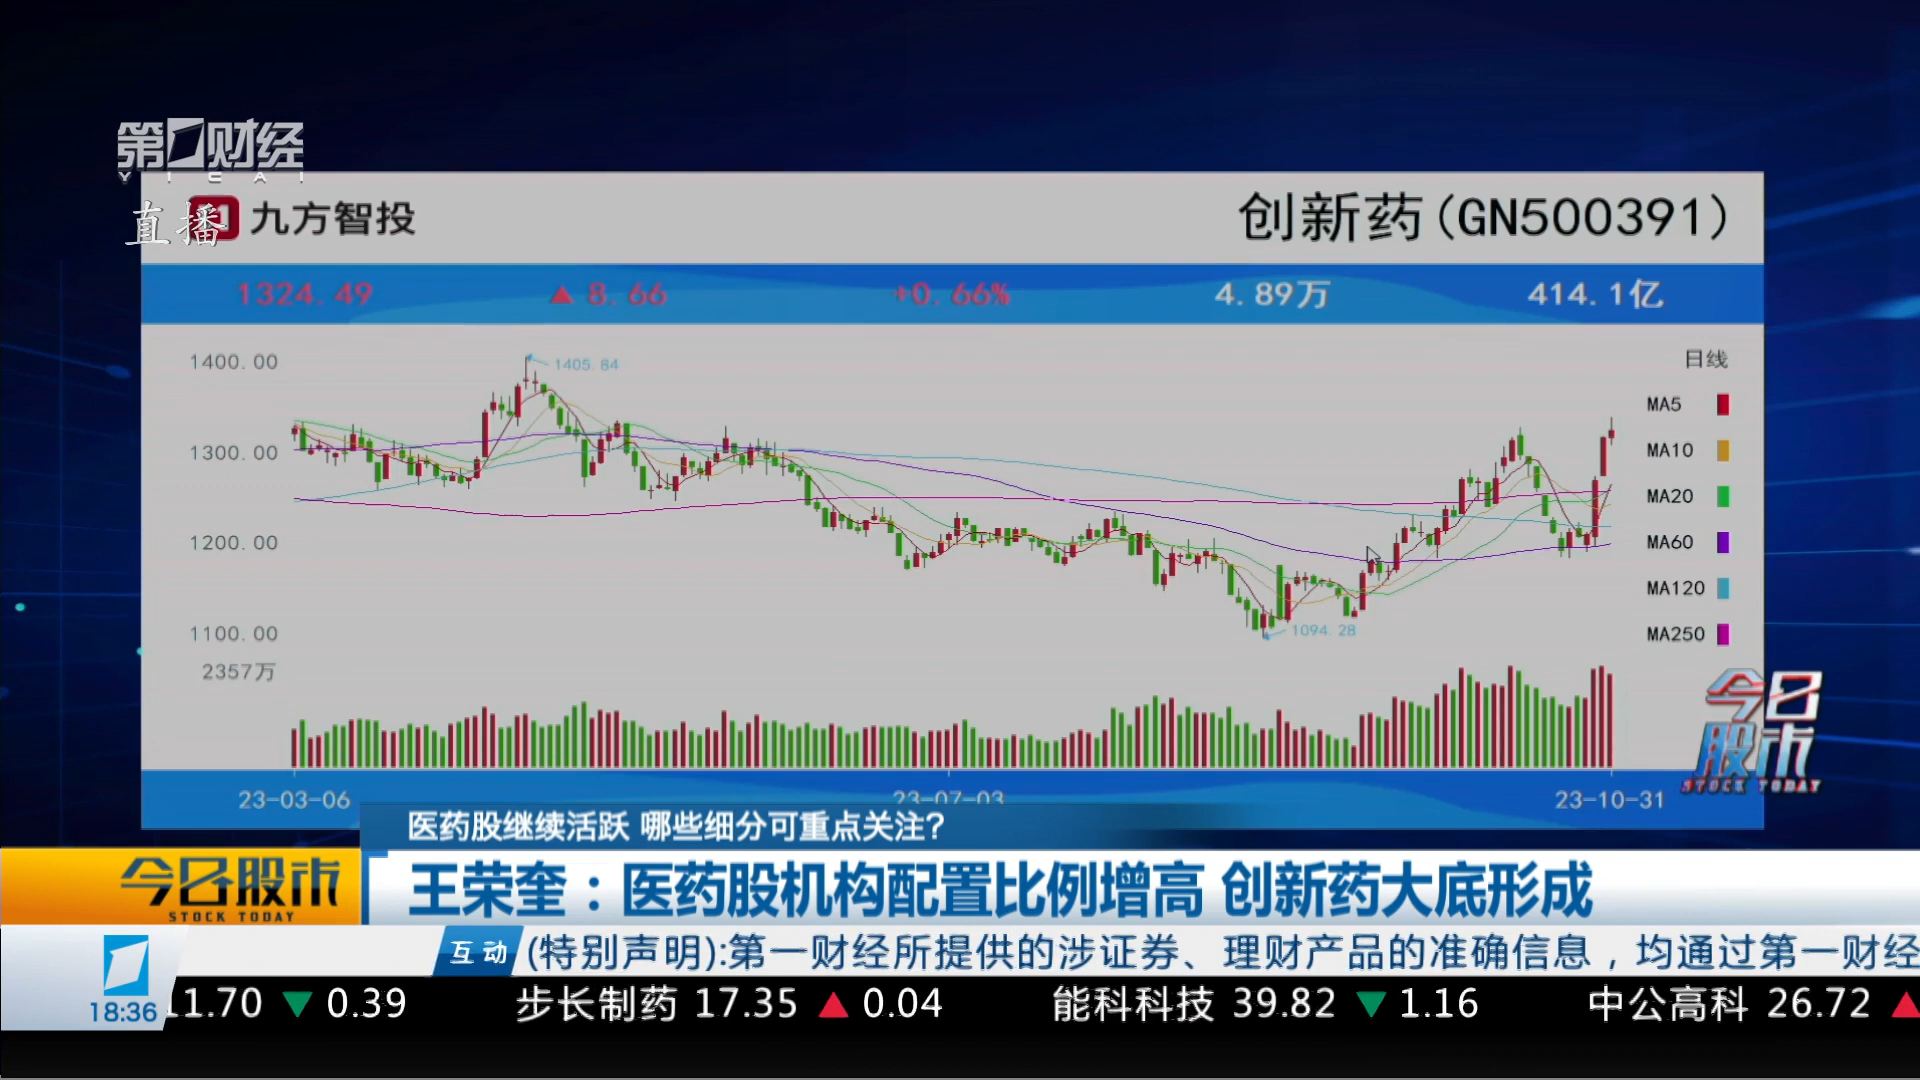 第一财经
YICAI
直播
九方智投
创新药(GN500391)
1324.49 ▲ 8.66 +0.66% 4.89万 414.1亿
日线
1400.00
1405.84
1300.00
1200.00
1100.00
1094.28
2357万
MA5
MA10
MA20
MA60
MA120
MA250
23-03-06 23-07-03 23-10-31
今日股市
STOCK TODAY
医药股继续活跃 哪些细分可重点关注?
今日股市
STOCK TODAY
王荣奎：医药股机构配置比例增高 创新药大底形成
互动 (特别声明):第一财经所提供的涉证券、理财产品的准确信息，均通过第一财经
18:36
11.70 ▼ 0.39 步长制药 17.35 ▲ 0.04 能科科技 39.82 ▼ 1.16 中公高科 26.72 ▲